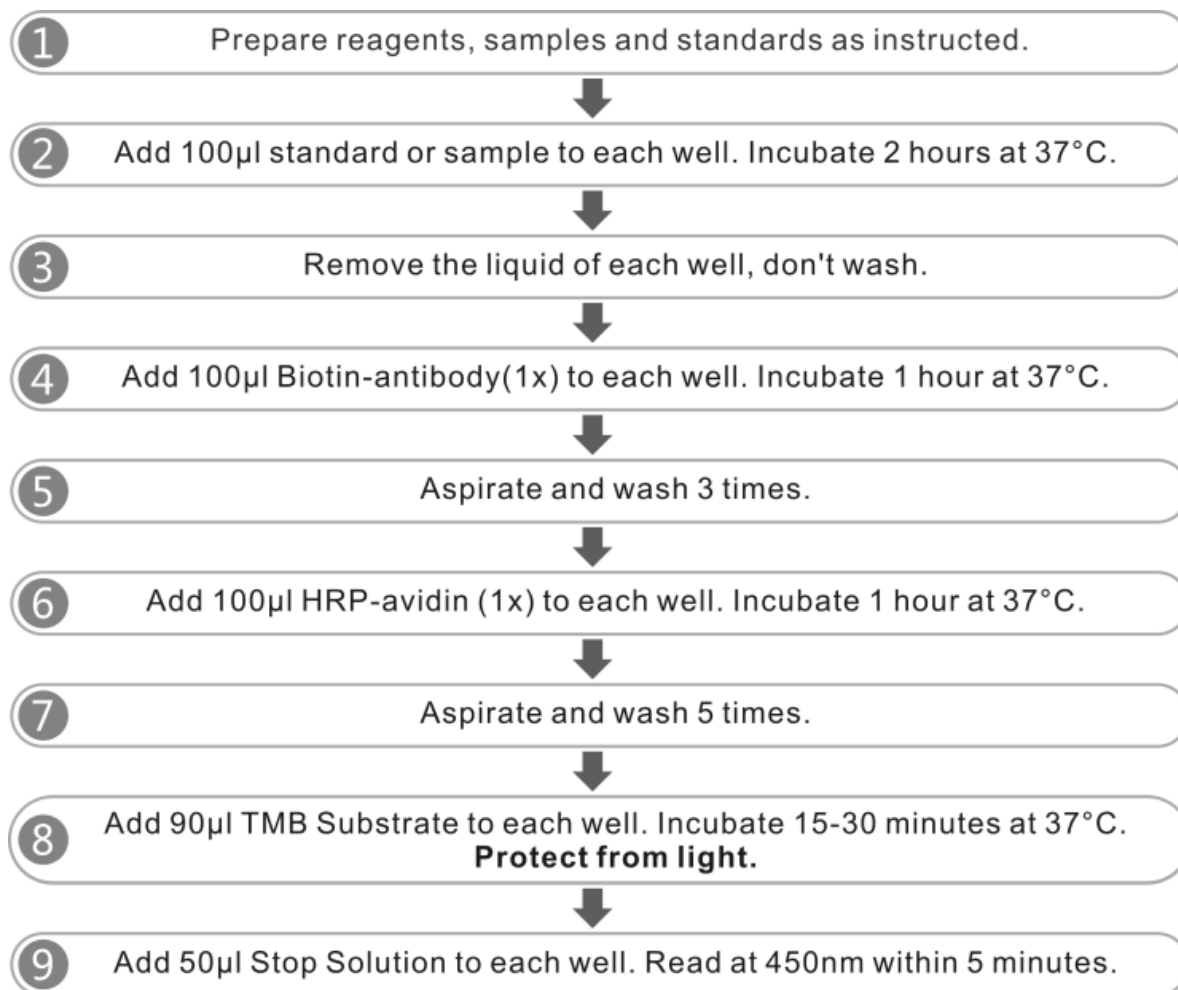 1 Prepare reagents, samples and standards as instructed.
2 Add 100µl standard or sample to each well. Incubate 2 hours at 37°C.
3 Remove the liquid of each well, don't wash.
4 Add 100µl Biotin-antibody(1x) to each well. Incubate 1 hour at 37°C.
5 Aspirate and wash 3 times.
6 Add 100µl HRP-avidin (1x) to each well. Incubate 1 hour at 37°C.
7 Aspirate and wash 5 times.
8 Add 90µl TMB Substrate to each well. Incubate 15-30 minutes at 37°C.
Protect from light.
9 Add 50µl Stop Solution to each well. Read at 450nm within 5 minutes.